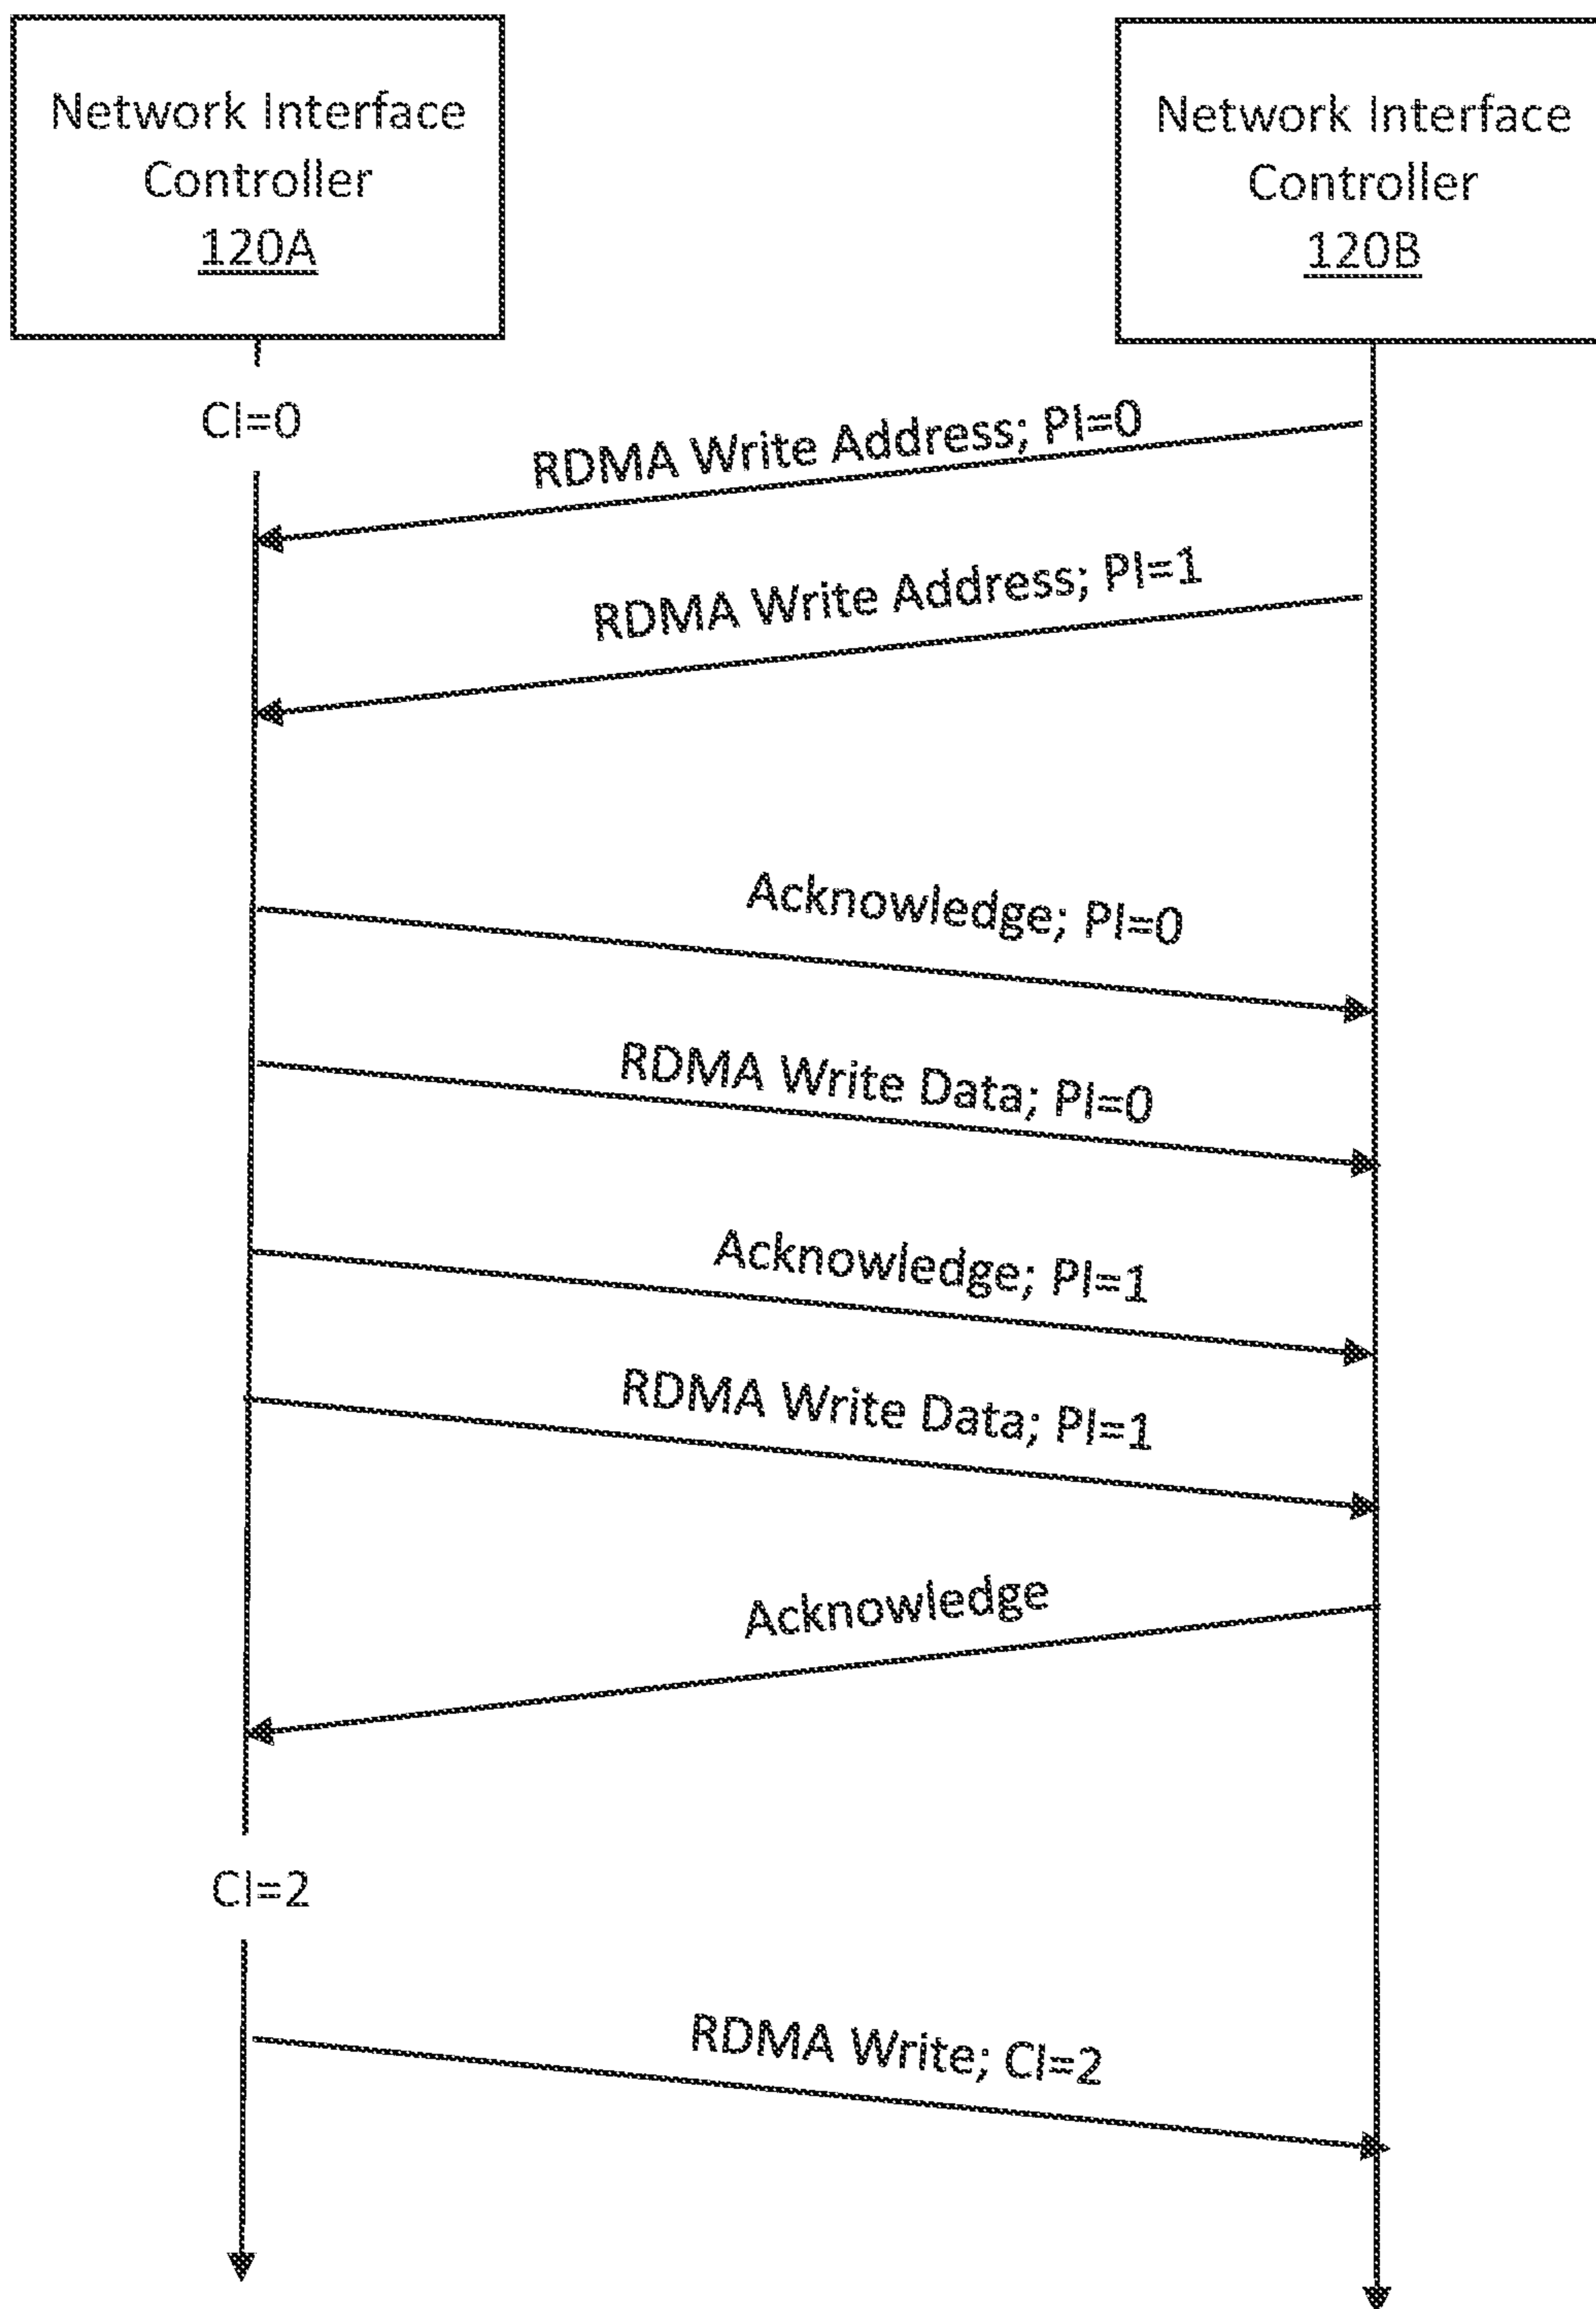 Network Interface
Controller
120A
Network Interface
Controller
120B
CI=0
RDMA Write Address; PI=0
RDMA Write Address; PI=1
Acknowledge; PI=0
RDMA Write Data; PI=0
Acknowledge; PI=1
RDMA Write Data; PI=1
Acknowledge
CI=2
RDMA Write; CI=2